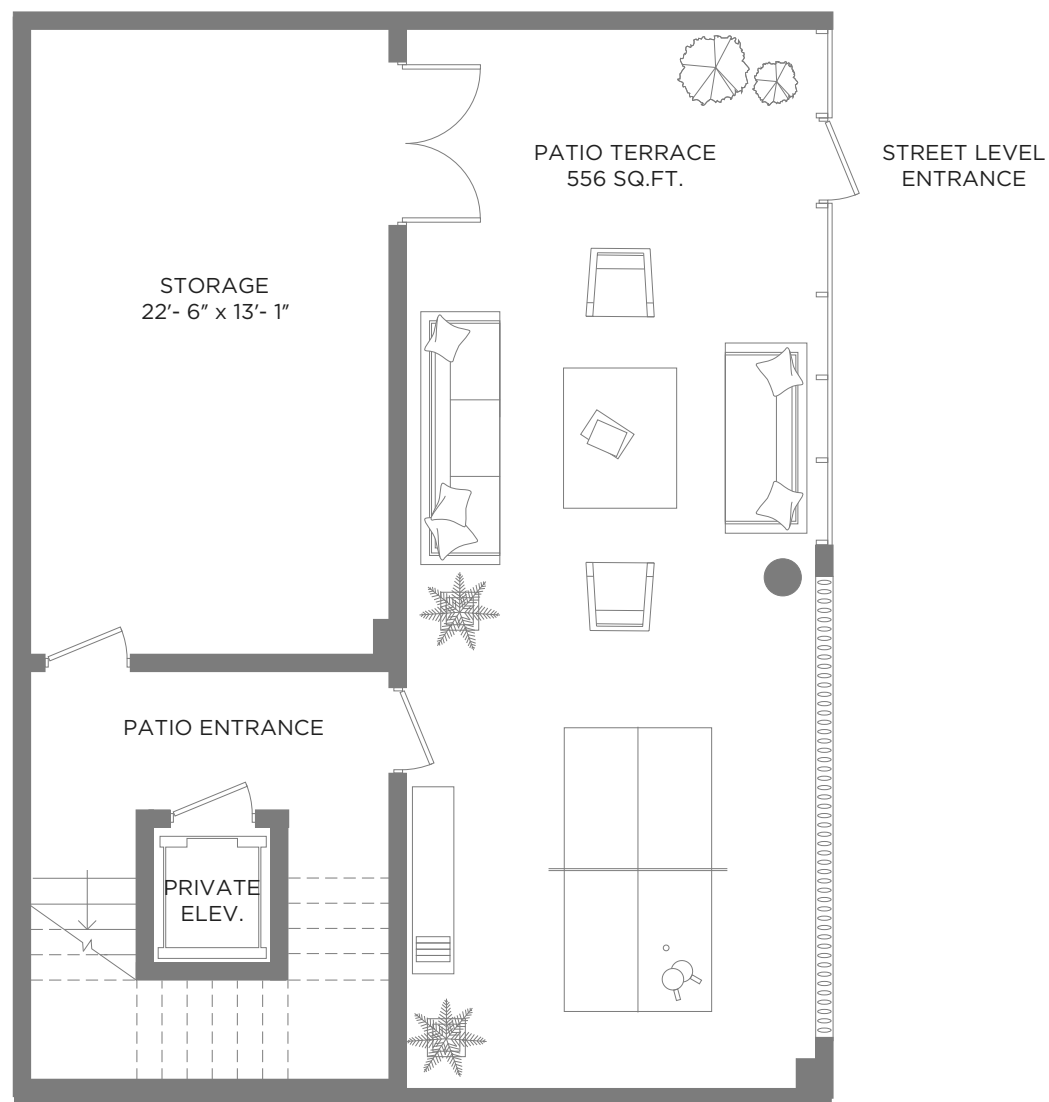 PATIO TERRACE
556 SQ.FT.
STREET LEVEL
ENTRANCE
STORAGE
22'- 6" x 13'- 1"
PATIO ENTRANCE
PRIVATE
ELEV.